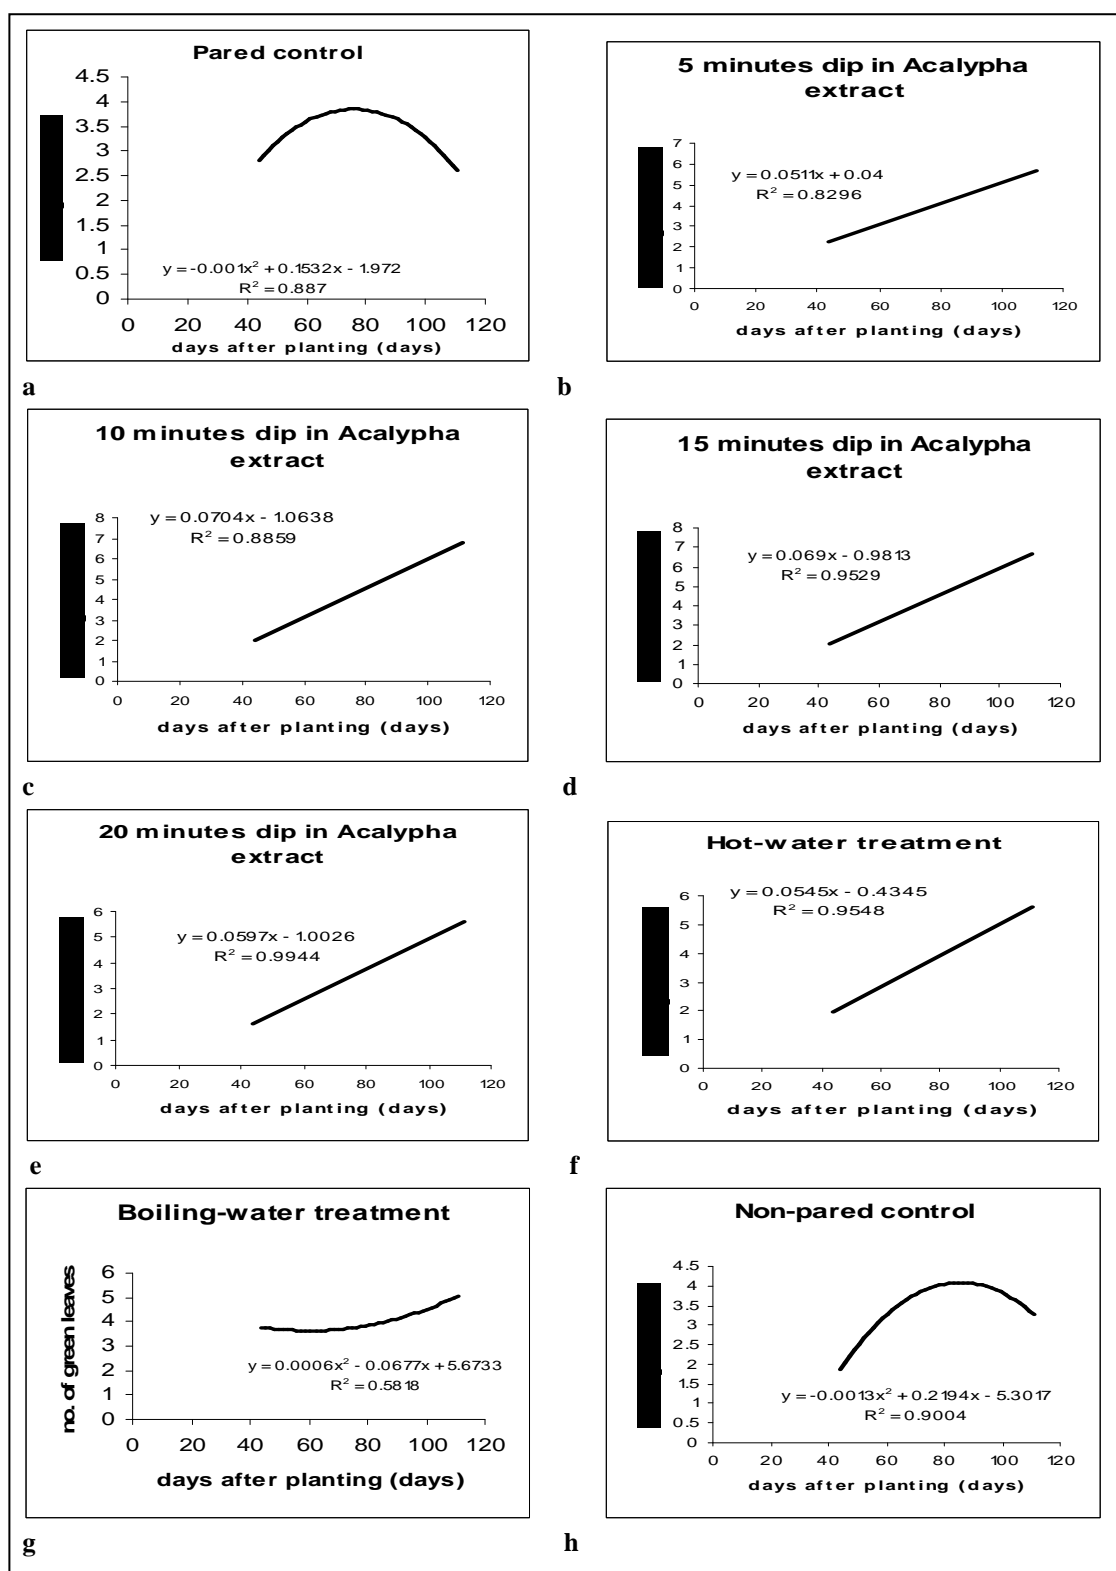 Pared control
4.5
4
3.5
3
2.5
2
1.5
1
0.5
0
y = -0.001x² + 0.1532x - 1.972
R² = 0.887
0 20 40 60 80 100 120
days after planting (days)
a
5 minutes dip in Acalypha
extract
7
6
5
4
3
2
1
0
y = 0.0511x + 0.04
R² = 0.8296
0 20 40 60 80 100 120
days after planting (days)
b
10 minutes dip in Acalypha
extract
8
7
6
5
4
3
2
1
0
y = 0.0704x - 1.0638
R² = 0.8859
0 20 40 60 80 100 120
days after planting (days)
c
15 minutes dip in Acalypha
extract
8
7
6
5
4
3
2
1
0
y = 0.069x - 0.9813
R² = 0.9529
0 20 40 60 80 100 120
days after planting (days)
d
20 minutes dip in Acalypha
extract
6
5
4
3
2
1
0
y = 0.0597x - 1.0026
R² = 0.9944
0 20 40 60 80 100 120
days after planting (days)
e
Hot-water treatment
6
5
4
3
2
1
0
y = 0.0545x - 0.4345
R² = 0.9548
0 20 40 60 80 100 120
days after planting (days)
f
Boiling-water treatment
no. of green leaves
6
5
4
3
2
1
0
y = 0.0006x² - 0.0677x + 5.6733
R² = 0.5818
0 20 40 60 80 100 120
days after planting (days)
g
Non-pared control
4.5
4
3.5
3
2.5
2
1.5
1
0.5
0
y = -0.0013x² + 0.2194x - 5.3017
R² = 0.9004
0 20 40 60 80 100 120
days after planting (days)
h